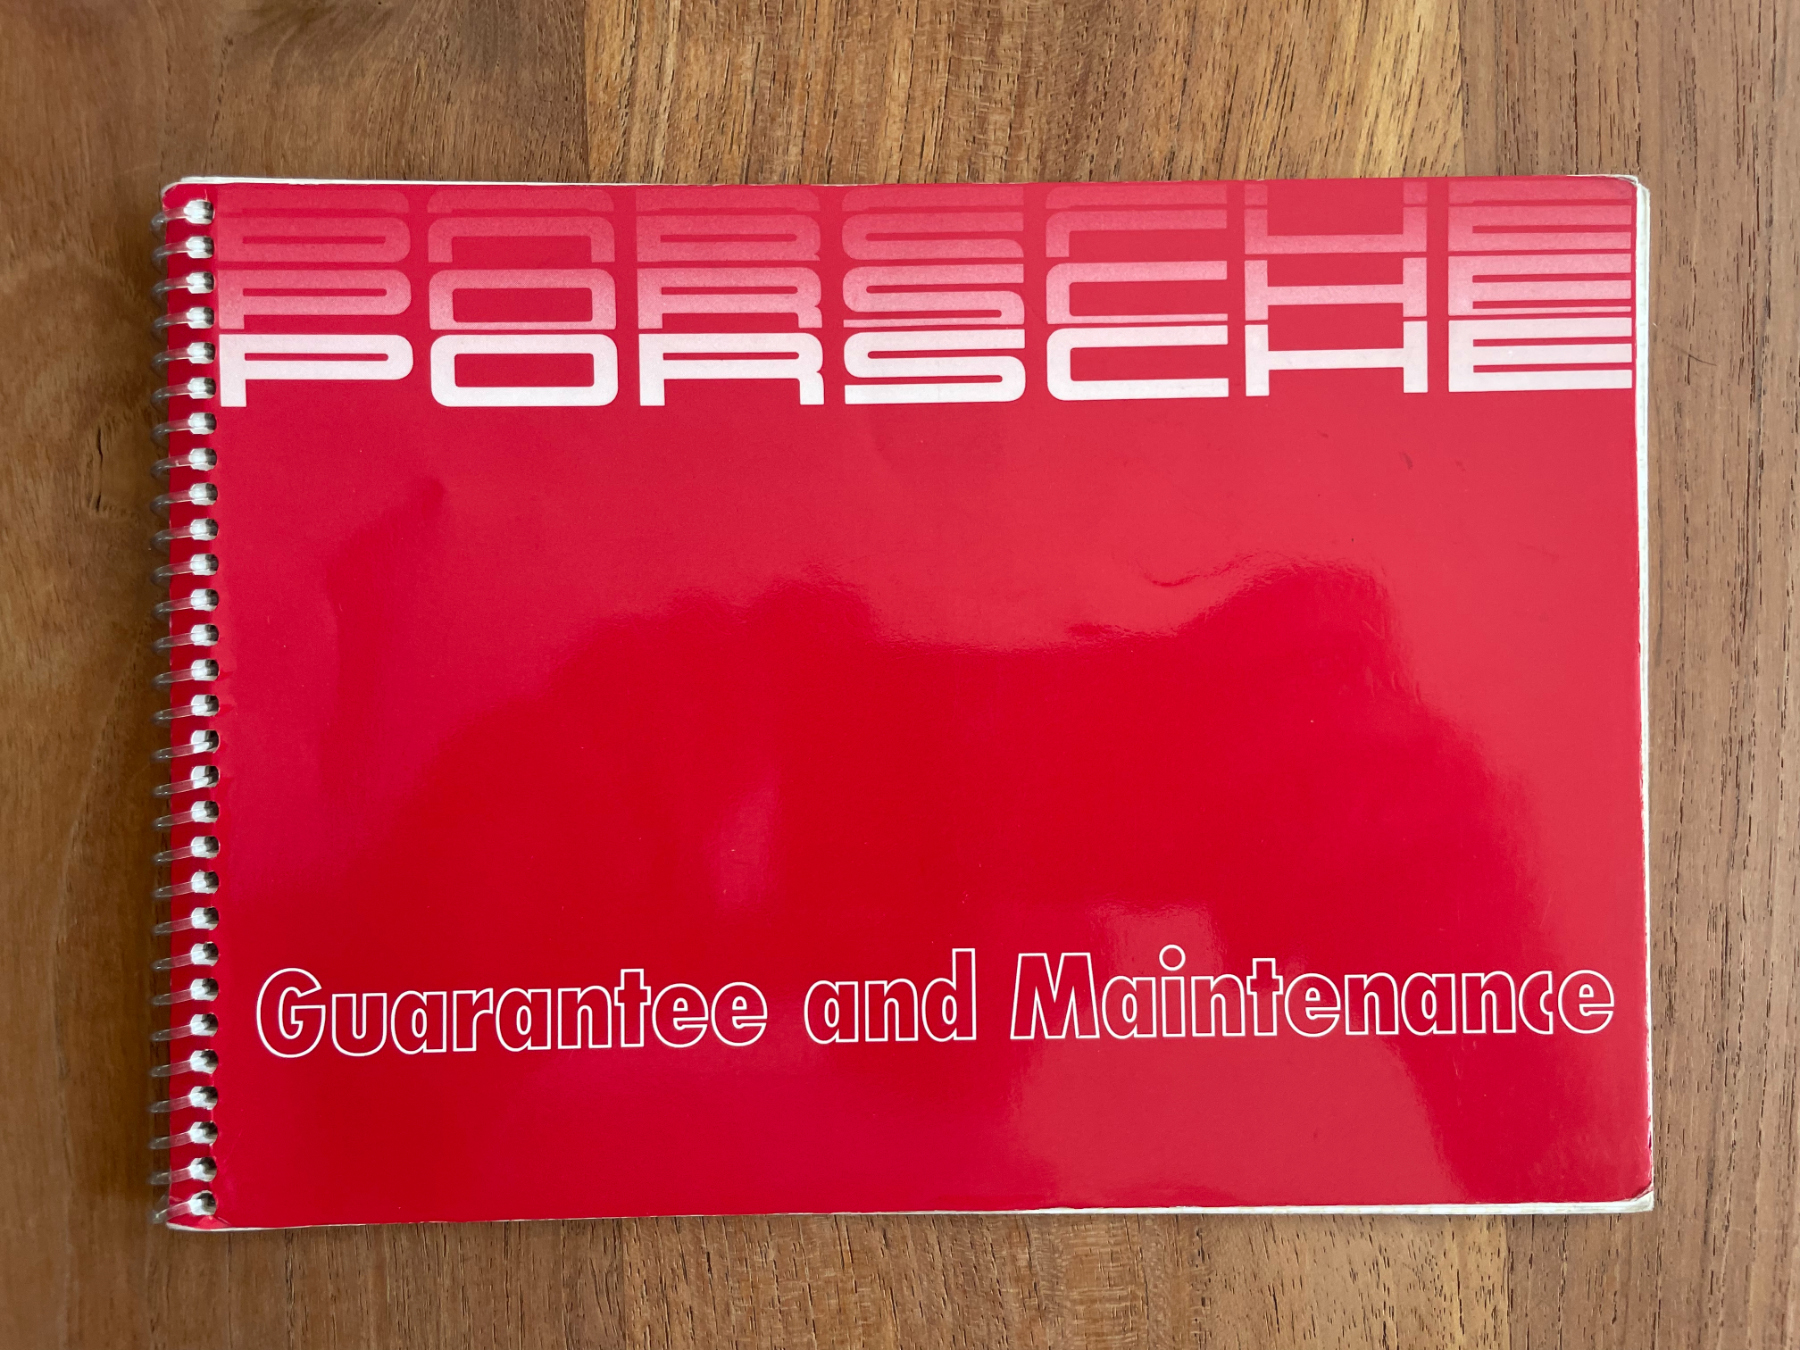 PORSCHE
PORSCHE
PORSCHE
Guarantee and Maintenance